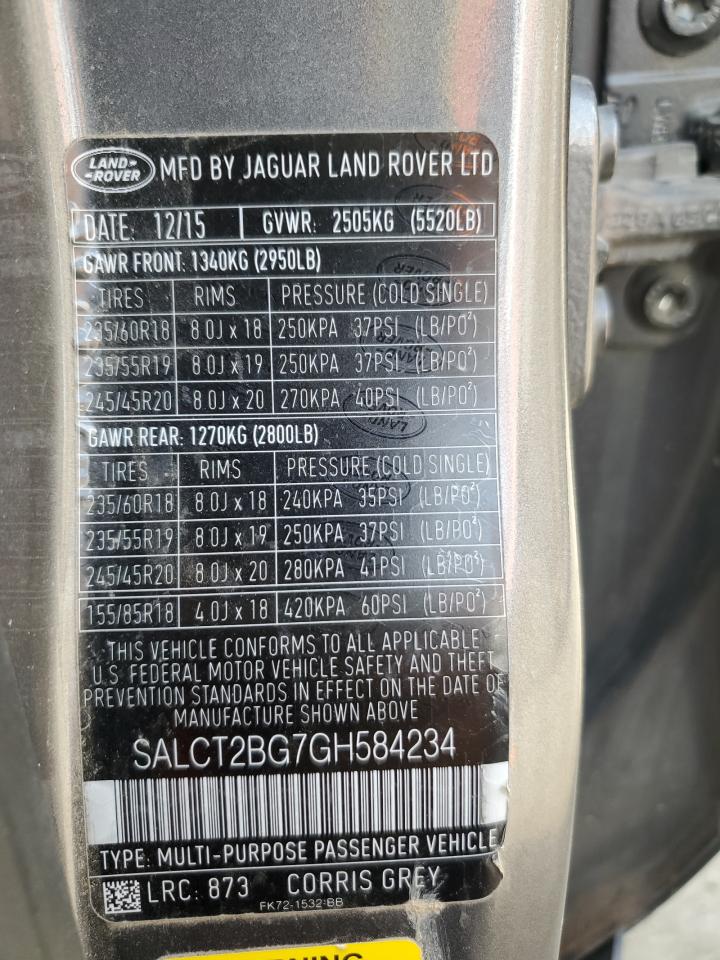 LAND-ROVER MFD BY JAGUAR LAND ROVER LTD
DATE: 12/15 GVWR: 2505KG (5520LB)
GAWR FRONT: 1340KG (2950LB)
TIRES RIMS PRESSURE (COLD SINGLE)
235/60R18 8.0J x 18 250KPA 37PSI (LB/PO²)
235/55R19 8.0J x 19 250KPA 37PSI (LB/PO²)
245/45R20 8.0J x 20 270KPA 40PSI (LB/PO²)
GAWR REAR: 1270KG (2800LB)
TIRES RIMS PRESSURE (COLD SINGLE)
235/60R18 8.0J x 18 240KPA 35PSI (LB/PO²)
235/55R19 8.0J x 19 250KPA 37PSI (LB/PO²)
245/45R20 8.0J x 20 280KPA 41PSI (LB/PO²)
155/85R18 4.0J x 18 420KPA 60PSI (LB/PO²)
THIS VEHICLE CONFORMS TO ALL APPLICABLE
U.S. FEDERAL MOTOR VEHICLE SAFETY AND THEFT
PREVENTION STANDARDS IN EFFECT ON THE DATE OF
MANUFACTURE SHOWN ABOVE
SALCT2BG7GH584234
TYPE: MULTI-PURPOSE PASSENGER VEHICLE
LRC: 873 CORRIS GREY
FK72-1532-BB